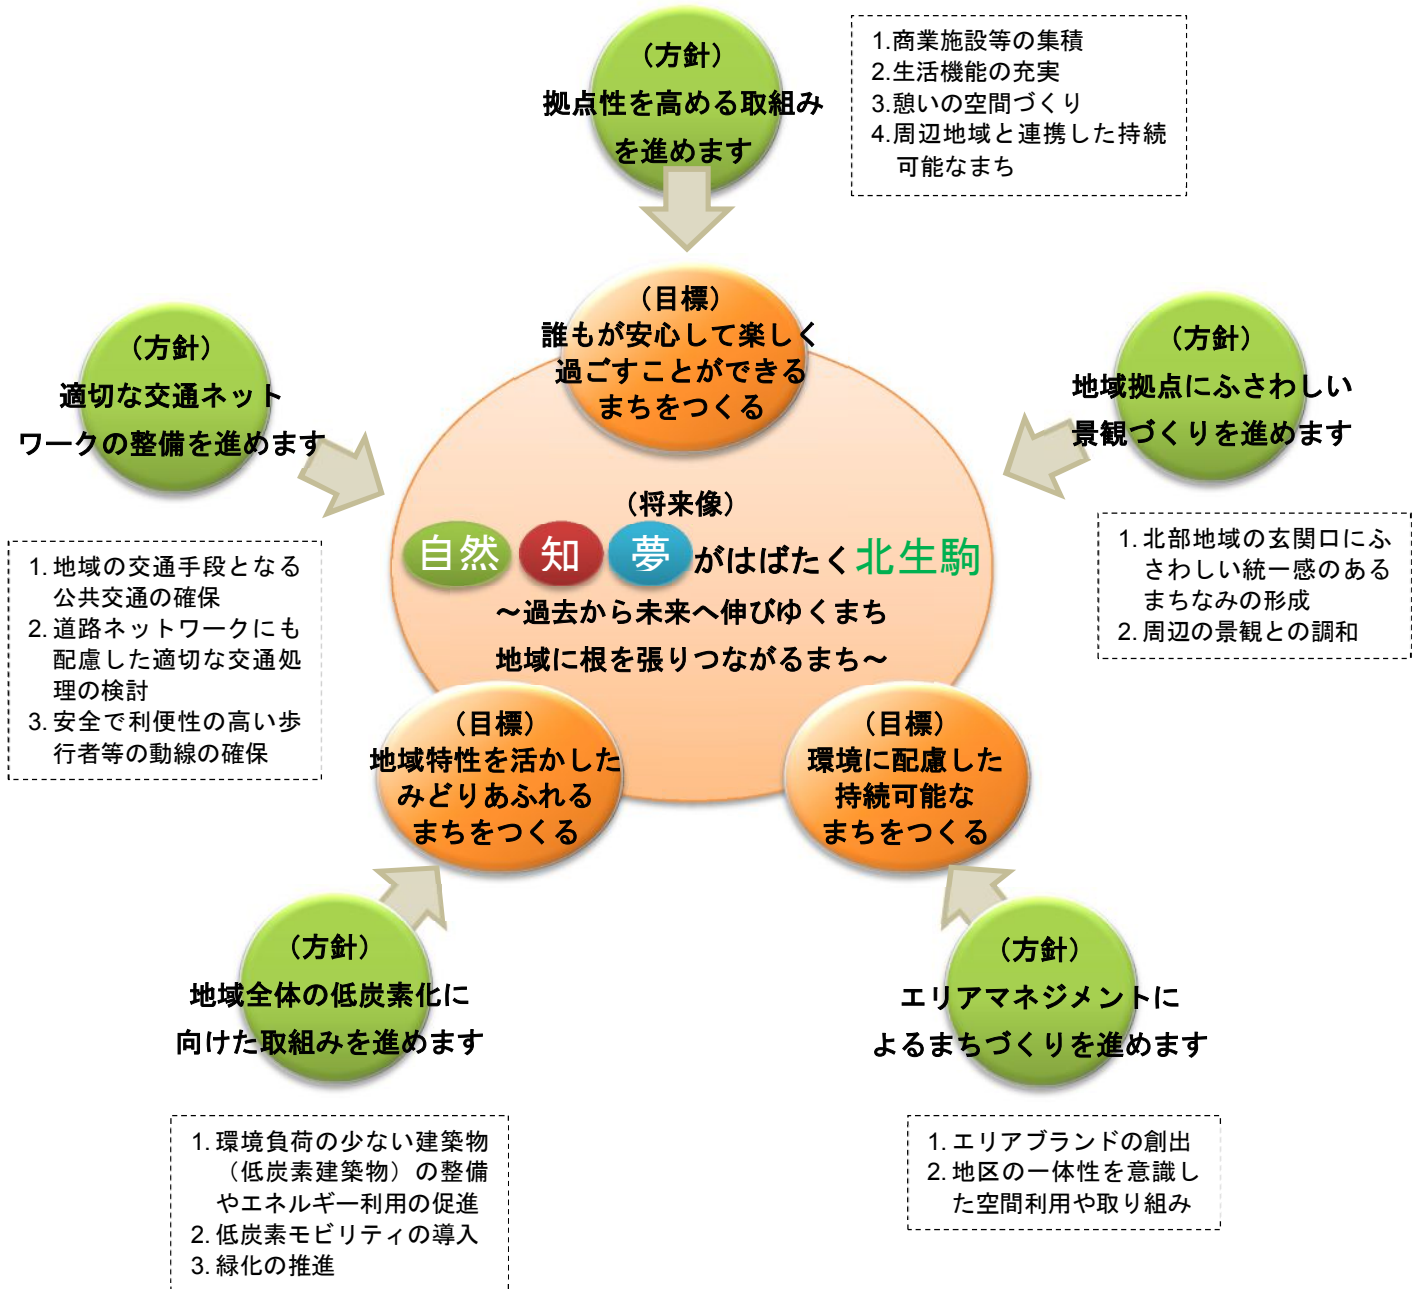 （方針）
拠点性を高める取組み
を進めます
1.商業施設等の集積
2.生活機能の充実
3.憩いの空間づくり
4.周辺地域と連携した持続
可能なまち
（目標）
誰もが安心して楽しく
過ごすことができる
まちをつくる
（方針）
適切な交通ネット
ワークの整備を進めます
（方針）
地域拠点にふさわしい
景観づくりを進めます
（将来像）
自然 知 夢 がはばたく北生駒
～過去から未来へ伸びゆくまち
地域に根を張りつながるまち～
1. 地域の交通手段となる
公共交通の確保
2. 道路ネットワークにも
配慮した適切な交通処
理の検討
3. 安全で利便性の高い歩
行者等の動線の確保
1. 北部地域の玄関口にふ
さわしい統一感のある
まちなみの形成
2. 周辺の景観との調和
（目標）
地域特性を活かした
みどりあふれる
まちをつくる
（目標）
環境に配慮した
持続可能な
まちをつくる
（方針）
地域全体の低炭素化に
向けた取組みを進めます
（方針）
エリアマネジメントに
よるまちづくりを進めます
1. 環境負荷の少ない建築物
（低炭素建築物）の整備
やエネルギー利用の促進
2. 低炭素モビリティの導入
3. 緑化の推進
1. エリアブランドの創出
2. 地区の一体性を意識し
た空間利用や取り組み